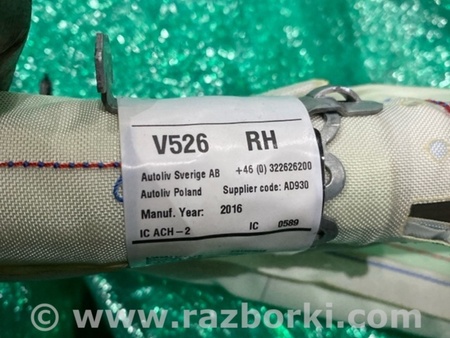 V526 RH
Autoliv Sverige AB +46 (0) 322626200
Autoliv Poland Supplier code: AD930
Manuf. Year: 2016
IC ACH-2 IC 0589
www.razborki.com